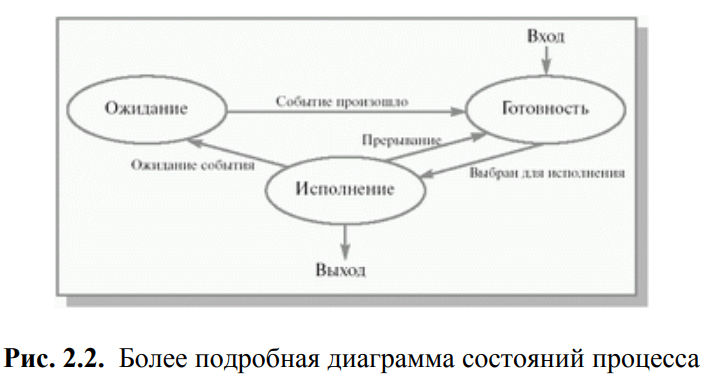 Вход
Ожидание
Событие произошло
Готовность
Прерывание
Ожидание события
Выбран для исполнения
Исполнение
Выход
Рис. 2.2. Более подробная диаграмма состояний процесса